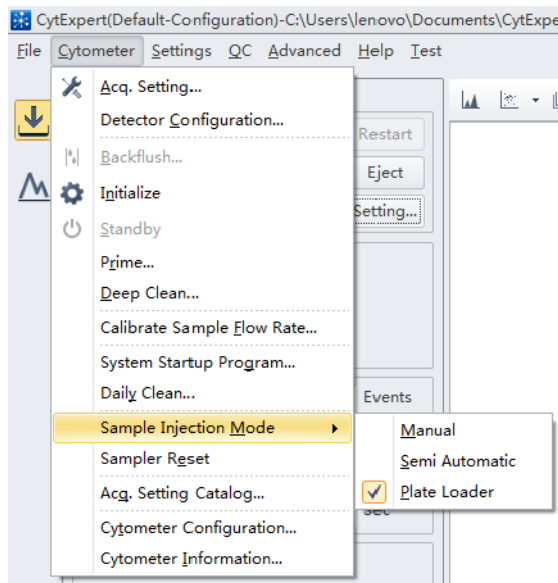 CytExpert(Default-Configuration)-C:\Users\lenovo\Documents\CytExpe
File Cytometer Settings QC Advanced Help Test
Acq. Setting...
Detector Configuration...
Restart
Backflush...
Eject
Initialize
Setting...
Standby
Prime...
Deep Clean...
Calibrate Sample Flow Rate...
System Startup Program...
Daily Clean...
Events
Sample Injection Mode
Manual
Sampler Reset
Semi Automatic
Acq. Setting Catalog...
Plate Loader
Sec
Cytometer Configuration...
Cytometer Information...